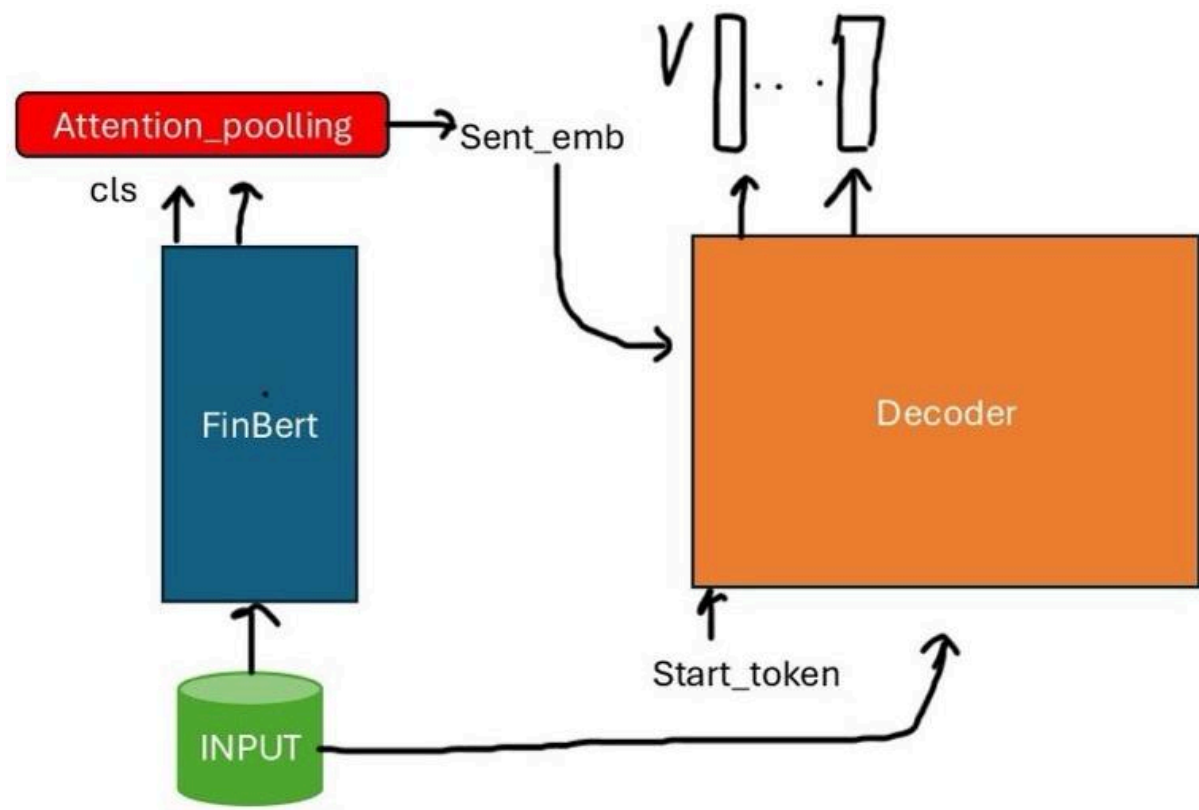 V
Attention_poolling
Sent_emb
cls
FinBert
Decoder
Start_token
INPUT